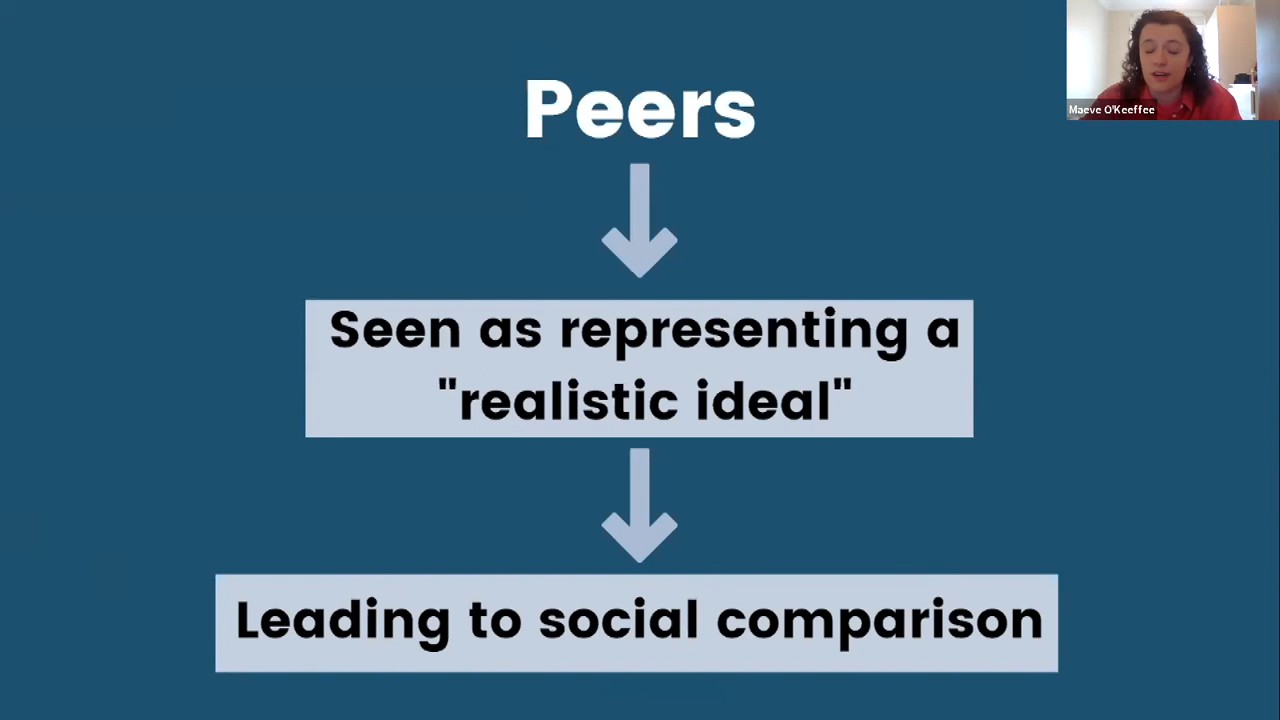 Peers
Maeve O'Keeffee
Seen as representing a
"realistic ideal"
Leading to social comparison